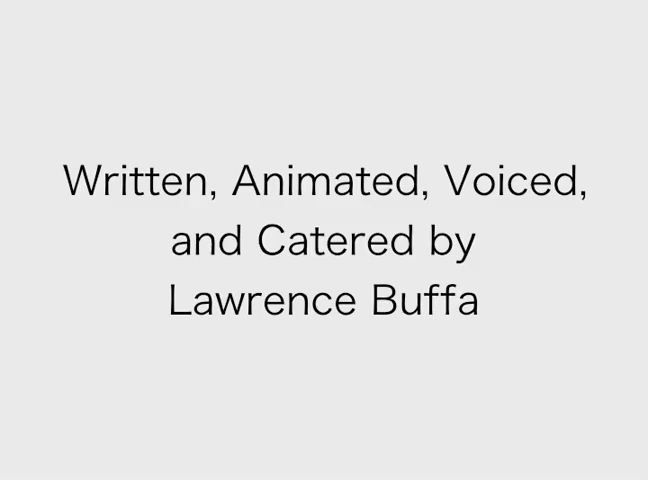 Written, Animated, Voiced,
and Catered by
Lawrence Buffa